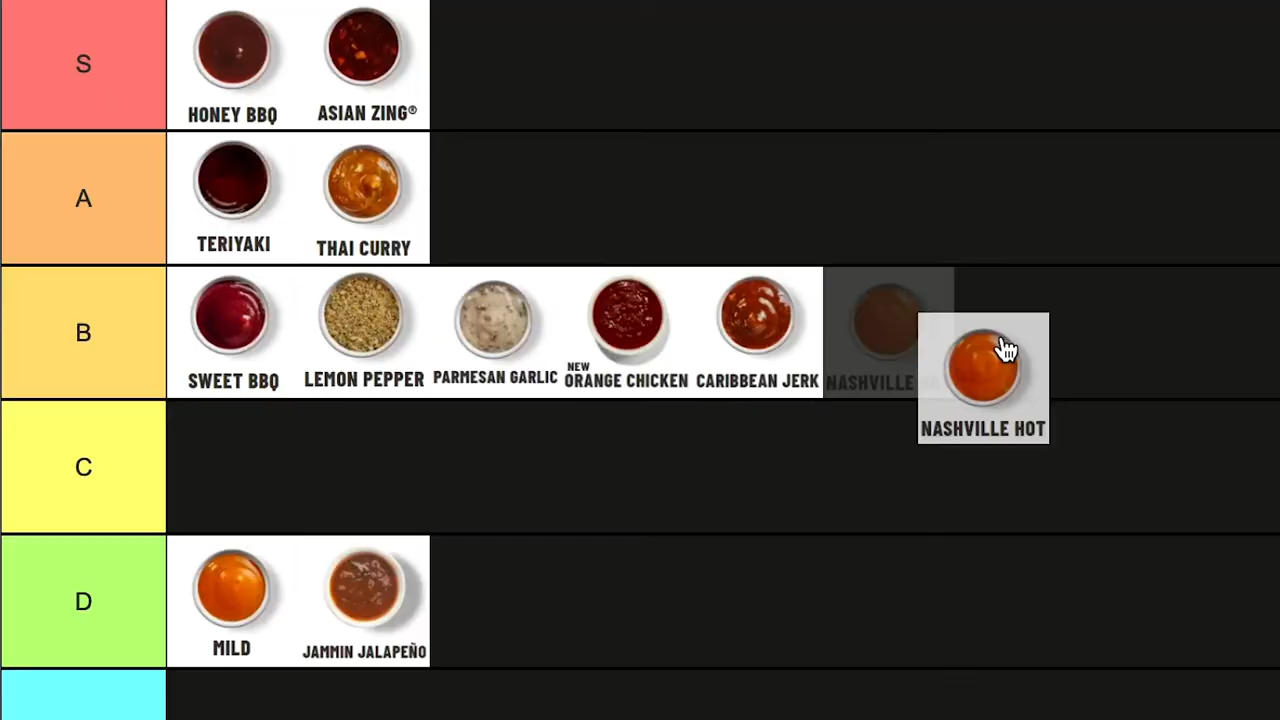 S
HONEY BBQ
ASIAN ZING®
A
TERIYAKI
THAI CURRY
B
SWEET BBQ
LEMON PEPPER
PARMESAN GARLIC
NEW
ORANGE CHICKEN
CARIBBEAN JERK
NASHVILLE
NASHVILLE HOT
C
D
MILD
JAMMIN JALAPEÑO